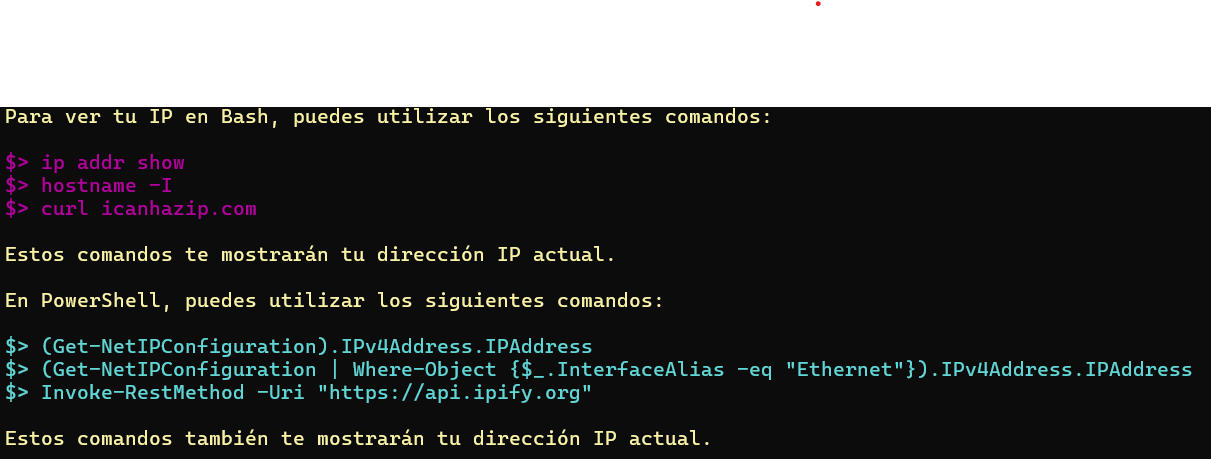 Para ver tu IP en Bash, puedes utilizar los siguientes comandos:
$> ip addr show
$> hostname -I
$> curl icanhazip.com
Estos comandos te mostrarán tu dirección IP actual.
En PowerShell, puedes utilizar los siguientes comandos:
$> (Get-NetIPConfiguration).IPv4Address.IPAddress
$> (Get-NetIPConfiguration | Where-Object {$_.InterfaceAlias -eq "Ethernet"}).IPv4Address.IPAddress
$> Invoke-RestMethod -Uri "https://api.ipify.org"
Estos comandos también te mostrarán tu dirección IP actual.